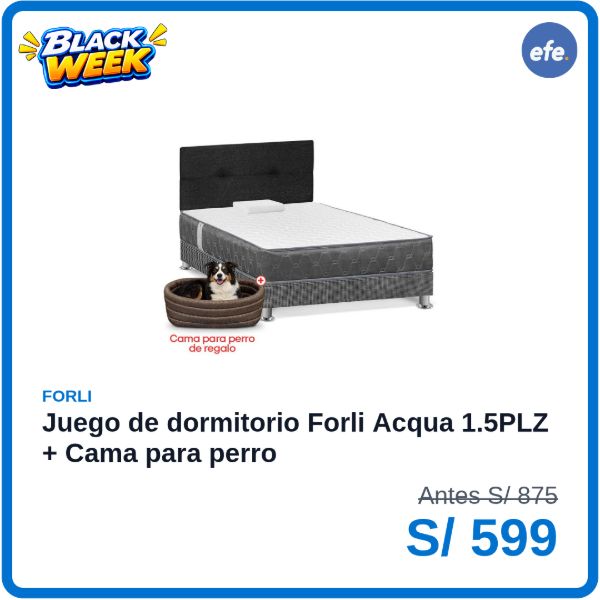 BLACK
WEEK
efe.
+
Cama para perro
de regalo
FORLI
Juego de dormitorio Forli Acqua 1.5PLZ
+ Cama para perro
Antes S/ 875
S/ 599